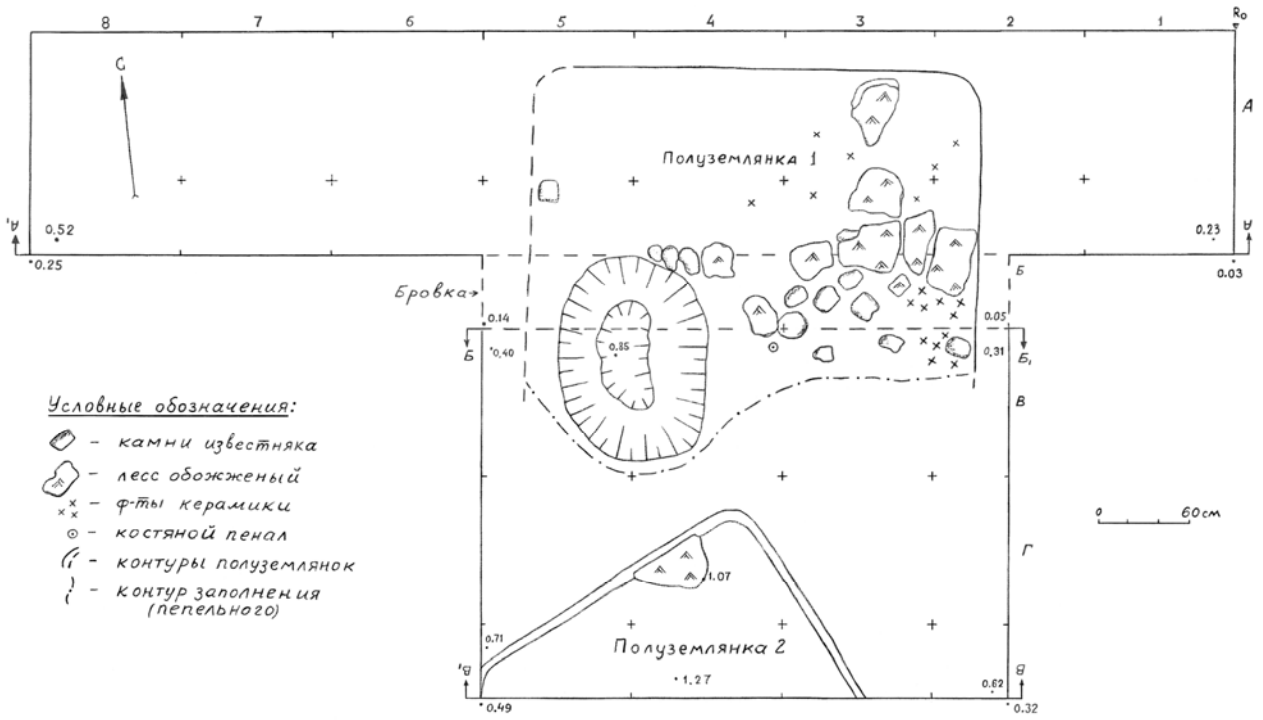 8 7 6 5 4 3 2 1 R0
С
А
Полуземлянка 1
А1 0.52 0.23 А
0.25 Б 0.03
Бровка→
0.14 0.05
Б 0.40 0.85 0.31 Б1
В
Условные обозначения:
- камни известняка
- лесс обожженый
- ф-ты керамики
- костяной пенал
- контуры полуземлянок
- контур заполнения
(пепельного)
0 60 см
Г
1.07
0.71
Полуземлянка 2
В1 1.27 0.62 В
0.49 0.32